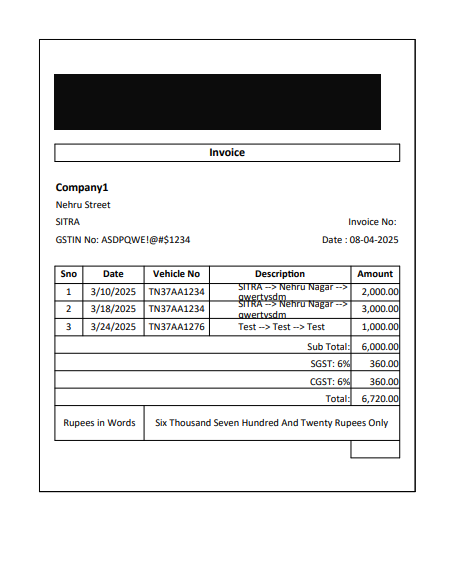 Invoice
Company1
Nehru Street
SITRA
Invoice No:
GSTIN No: ASDPQWE!@#$1234
Date : 08-04-2025
Sno Date Vehicle No Description Amount
1 3/10/2025 TN37AA1234 SITRA --> Nehru Nagar --> 2,000.00
qwertysdm
2 3/18/2025 TN37AA1234 SITRA --> Nehru Nagar --> 3,000.00
qwertysdm
3 3/24/2025 TN37AA1276 Test --> Test --> Test 1,000.00
Sub Total: 6,000.00
SGST: 6% 360.00
CGST: 6% 360.00
Total: 6,720.00
Rupees in Words Six Thousand Seven Hundred And Twenty Rupees Only